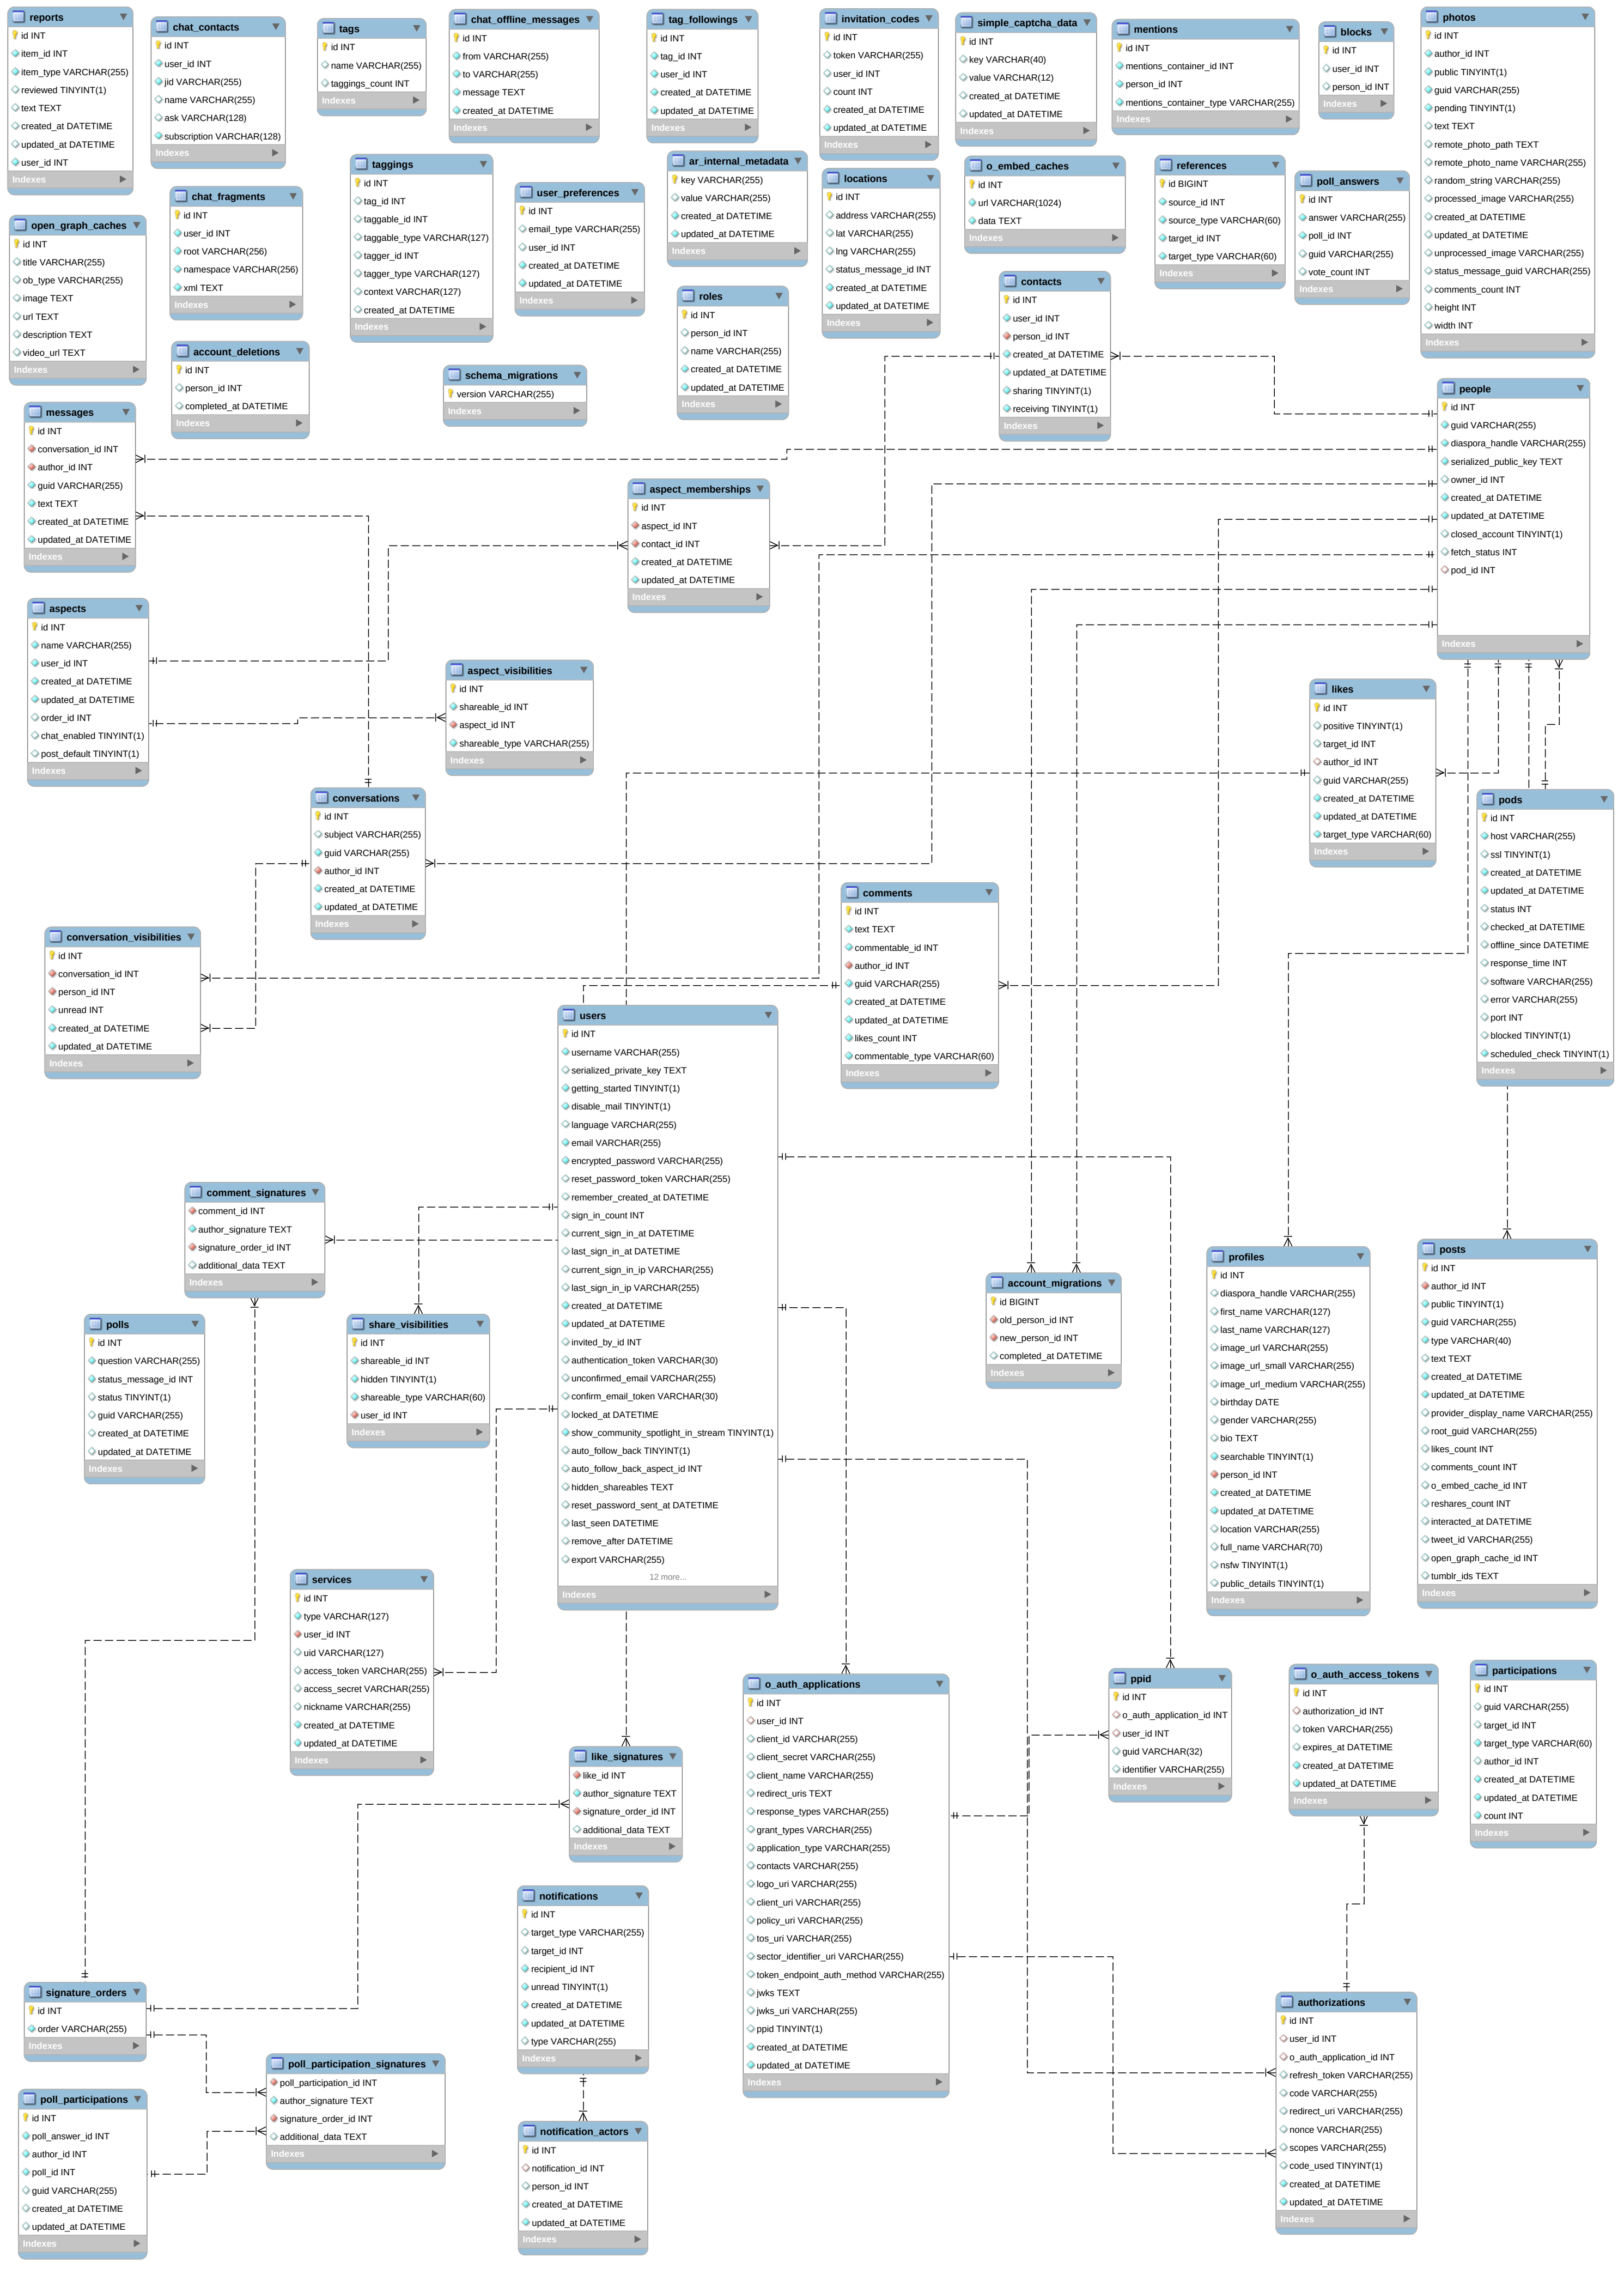 reports
id INT
item_id INT
item_type VARCHAR(255)
reviewed TINYINT(1)
text TEXT
created_at DATETIME
updated_at DATETIME
user_id INT
Indexes
chat_contacts
id INT
user_id INT
jid VARCHAR(255)
name VARCHAR(255)
ask VARCHAR(128)
subscription VARCHAR(128)
Indexes
tags
id INT
name VARCHAR(255)
taggings_count INT
Indexes
chat_offline_messages
id INT
from VARCHAR(255)
to VARCHAR(255)
message TEXT
created_at DATETIME
Indexes
tag_followings
id INT
tag_id INT
user_id INT
created_at DATETIME
updated_at DATETIME
Indexes
invitation_codes
id INT
token VARCHAR(255)
user_id INT
count INT
created_at DATETIME
updated_at DATETIME
Indexes
simple_captcha_data
id INT
key VARCHAR(40)
value VARCHAR(12)
created_at DATETIME
updated_at DATETIME
Indexes
mentions
id INT
mentions_container_id INT
person_id INT
mentions_container_type VARCHAR(255)
Indexes
blocks
id INT
user_id INT
person_id INT
Indexes
photos
id INT
author_id INT
public TINYINT(1)
guid VARCHAR(255)
pending TINYINT(1)
text TEXT
remote_photo_path TEXT
remote_photo_name VARCHAR(255)
random_string VARCHAR(255)
processed_image VARCHAR(255)
created_at DATETIME
updated_at DATETIME
unprocessed_image VARCHAR(255)
status_message_guid VARCHAR(255)
comments_count INT
height INT
width INT
Indexes
open_graph_caches
id INT
title VARCHAR(255)
ob_type VARCHAR(255)
image TEXT
url TEXT
description TEXT
video_url TEXT
Indexes
chat_fragments
id INT
user_id INT
root VARCHAR(256)
namespace VARCHAR(256)
xml TEXT
Indexes
taggings
id INT
tag_id INT
taggable_id INT
taggable_type VARCHAR(127)
tagger_id INT
tagger_type VARCHAR(127)
context VARCHAR(127)
created_at DATETIME
Indexes
user_preferences
id INT
email_type VARCHAR(255)
user_id INT
created_at DATETIME
updated_at DATETIME
Indexes
ar_internal_metadata
key VARCHAR(255)
value VARCHAR(255)
created_at DATETIME
updated_at DATETIME
Indexes
locations
id INT
address VARCHAR(255)
lat VARCHAR(255)
lng VARCHAR(255)
status_message_id INT
created_at DATETIME
updated_at DATETIME
Indexes
o_embed_caches
id INT
url VARCHAR(1024)
data TEXT
Indexes
references
id BIGINT
source_id INT
source_type VARCHAR(60)
target_id INT
target_type VARCHAR(60)
Indexes
poll_answers
id INT
answer VARCHAR(255)
poll_id INT
guid VARCHAR(255)
vote_count INT
Indexes
account_deletions
id INT
person_id INT
completed_at DATETIME
Indexes
schema_migrations
version VARCHAR(255)
Indexes
roles
id INT
person_id INT
name VARCHAR(255)
created_at DATETIME
updated_at DATETIME
Indexes
contacts
id INT
user_id INT
person_id INT
created_at DATETIME
updated_at DATETIME
sharing TINYINT(1)
receiving TINYINT(1)
Indexes
people
id INT
guid VARCHAR(255)
diaspora_handle VARCHAR(255)
serialized_public_key TEXT
owner_id INT
created_at DATETIME
updated_at DATETIME
closed_account TINYINT(1)
fetch_status INT
pod_id INT
Indexes
messages
id INT
conversation_id INT
author_id INT
guid VARCHAR(255)
text TEXT
created_at DATETIME
updated_at DATETIME
Indexes
aspect_memberships
id INT
aspect_id INT
contact_id INT
created_at DATETIME
updated_at DATETIME
Indexes
aspects
id INT
name VARCHAR(255)
user_id INT
created_at DATETIME
updated_at DATETIME
order_id INT
chat_enabled TINYINT(1)
post_default TINYINT(1)
Indexes
aspect_visibilities
id INT
shareable_id INT
aspect_id INT
shareable_type VARCHAR(255)
Indexes
likes
id INT
positive TINYINT(1)
target_id INT
author_id INT
guid VARCHAR(255)
created_at DATETIME
updated_at DATETIME
target_type VARCHAR(60)
Indexes
conversations
id INT
subject VARCHAR(255)
guid VARCHAR(255)
author_id INT
created_at DATETIME
updated_at DATETIME
Indexes
pods
id INT
host VARCHAR(255)
ssl TINYINT(1)
created_at DATETIME
updated_at DATETIME
status INT
checked_at DATETIME
offline_since DATETIME
response_time INT
software VARCHAR(255)
error VARCHAR(255)
port INT
blocked TINYINT(1)
scheduled_check TINYINT(1)
Indexes
comments
id INT
text TEXT
commentable_id INT
author_id INT
guid VARCHAR(255)
created_at DATETIME
updated_at DATETIME
likes_count INT
commentable_type VARCHAR(60)
Indexes
conversation_visibilities
id INT
conversation_id INT
person_id INT
unread INT
created_at DATETIME
updated_at DATETIME
Indexes
users
id INT
username VARCHAR(255)
serialized_private_key TEXT
getting_started TINYINT(1)
disable_mail TINYINT(1)
language VARCHAR(255)
email VARCHAR(255)
encrypted_password VARCHAR(255)
reset_password_token VARCHAR(255)
remember_created_at DATETIME
sign_in_count INT
current_sign_in_at DATETIME
last_sign_in_at DATETIME
current_sign_in_ip VARCHAR(255)
last_sign_in_ip VARCHAR(255)
created_at DATETIME
updated_at DATETIME
invited_by_id INT
authentication_token VARCHAR(30)
unconfirmed_email VARCHAR(255)
confirm_email_token VARCHAR(30)
locked_at DATETIME
show_community_spotlight_in_stream TINYINT(1)
auto_follow_back TINYINT(1)
auto_follow_back_aspect_id INT
hidden_shareables TEXT
reset_password_sent_at DATETIME
last_seen DATETIME
remove_after DATETIME
export VARCHAR(255)
12 more...
Indexes
comment_signatures
comment_id INT
author_signature TEXT
signature_order_id INT
additional_data TEXT
Indexes
polls
id INT
question VARCHAR(255)
status_message_id INT
status TINYINT(1)
guid VARCHAR(255)
created_at DATETIME
updated_at DATETIME
Indexes
share_visibilities
id INT
shareable_id INT
hidden TINYINT(1)
shareable_type VARCHAR(60)
user_id INT
Indexes
account_migrations
id BIGINT
old_person_id INT
new_person_id INT
completed_at DATETIME
Indexes
profiles
id INT
diaspora_handle VARCHAR(255)
first_name VARCHAR(127)
last_name VARCHAR(127)
image_url VARCHAR(255)
image_url_small VARCHAR(255)
image_url_medium VARCHAR(255)
birthday DATE
gender VARCHAR(255)
bio TEXT
searchable TINYINT(1)
person_id INT
created_at DATETIME
updated_at DATETIME
location VARCHAR(255)
full_name VARCHAR(70)
nsfw TINYINT(1)
public_details TINYINT(1)
Indexes
posts
id INT
author_id INT
public TINYINT(1)
guid VARCHAR(255)
type VARCHAR(40)
text TEXT
created_at DATETIME
updated_at DATETIME
provider_display_name VARCHAR(255)
root_guid VARCHAR(255)
likes_count INT
comments_count INT
o_embed_cache_id INT
reshares_count INT
interacted_at DATETIME
tweet_id VARCHAR(255)
open_graph_cache_id INT
tumblr_ids TEXT
Indexes
services
id INT
type VARCHAR(127)
user_id INT
uid VARCHAR(127)
access_token VARCHAR(255)
access_secret VARCHAR(255)
nickname VARCHAR(255)
created_at DATETIME
updated_at DATETIME
Indexes
like_signatures
like_id INT
author_signature TEXT
signature_order_id INT
additional_data TEXT
Indexes
o_auth_applications
id INT
user_id INT
client_id VARCHAR(255)
client_secret VARCHAR(255)
client_name VARCHAR(255)
redirect_uris TEXT
response_types VARCHAR(255)
grant_types VARCHAR(255)
application_type VARCHAR(255)
contacts VARCHAR(255)
logo_uri VARCHAR(255)
client_uri VARCHAR(255)
policy_uri VARCHAR(255)
tos_uri VARCHAR(255)
sector_identifier_uri VARCHAR(255)
token_endpoint_auth_method VARCHAR(255)
jwks TEXT
jwks_uri VARCHAR(255)
ppid TINYINT(1)
created_at DATETIME
updated_at DATETIME
Indexes
ppid
id INT
o_auth_application_id INT
user_id INT
guid VARCHAR(32)
identifier VARCHAR(255)
Indexes
o_auth_access_tokens
id INT
authorization_id INT
token VARCHAR(255)
expires_at DATETIME
created_at DATETIME
updated_at DATETIME
Indexes
participations
id INT
guid VARCHAR(255)
target_id INT
target_type VARCHAR(60)
author_id INT
created_at DATETIME
updated_at DATETIME
count INT
Indexes
notifications
id INT
target_type VARCHAR(255)
target_id INT
recipient_id INT
unread TINYINT(1)
created_at DATETIME
updated_at DATETIME
type VARCHAR(255)
Indexes
signature_orders
id INT
order VARCHAR(255)
Indexes
authorizations
id INT
user_id INT
o_auth_application_id INT
refresh_token VARCHAR(255)
code VARCHAR(255)
redirect_uri VARCHAR(255)
nonce VARCHAR(255)
scopes VARCHAR(255)
code_used TINYINT(1)
created_at DATETIME
updated_at DATETIME
Indexes
poll_participation_signatures
poll_participation_id INT
author_signature TEXT
signature_order_id INT
additional_data TEXT
Indexes
poll_participations
id INT
poll_answer_id INT
author_id INT
poll_id INT
guid VARCHAR(255)
created_at DATETIME
updated_at DATETIME
Indexes
notification_actors
id INT
notification_id INT
person_id INT
created_at DATETIME
updated_at DATETIME
Indexes